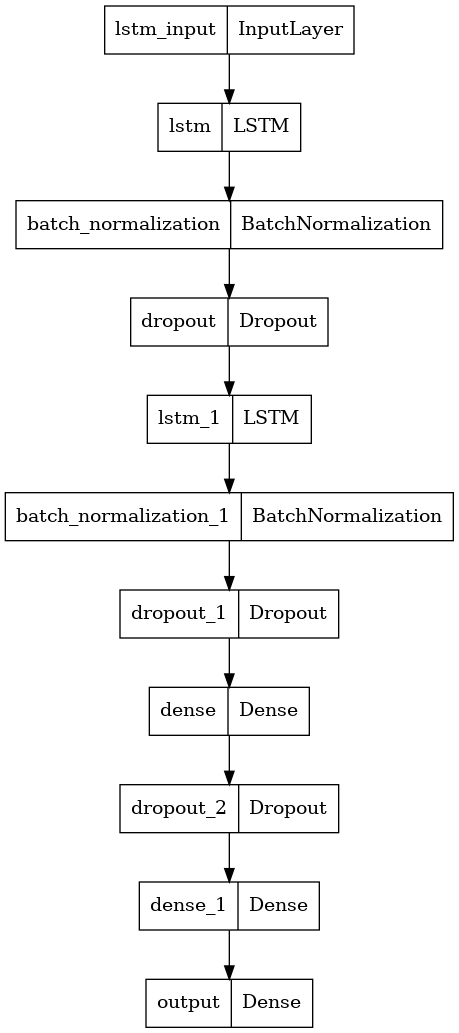 lstm_input InputLayer
lstm LSTM
batch_normalization BatchNormalization
dropout Dropout
lstm_1 LSTM
batch_normalization_1 BatchNormalization
dropout_1 Dropout
dense Dense
dropout_2 Dropout
dense_1 Dense
output Dense